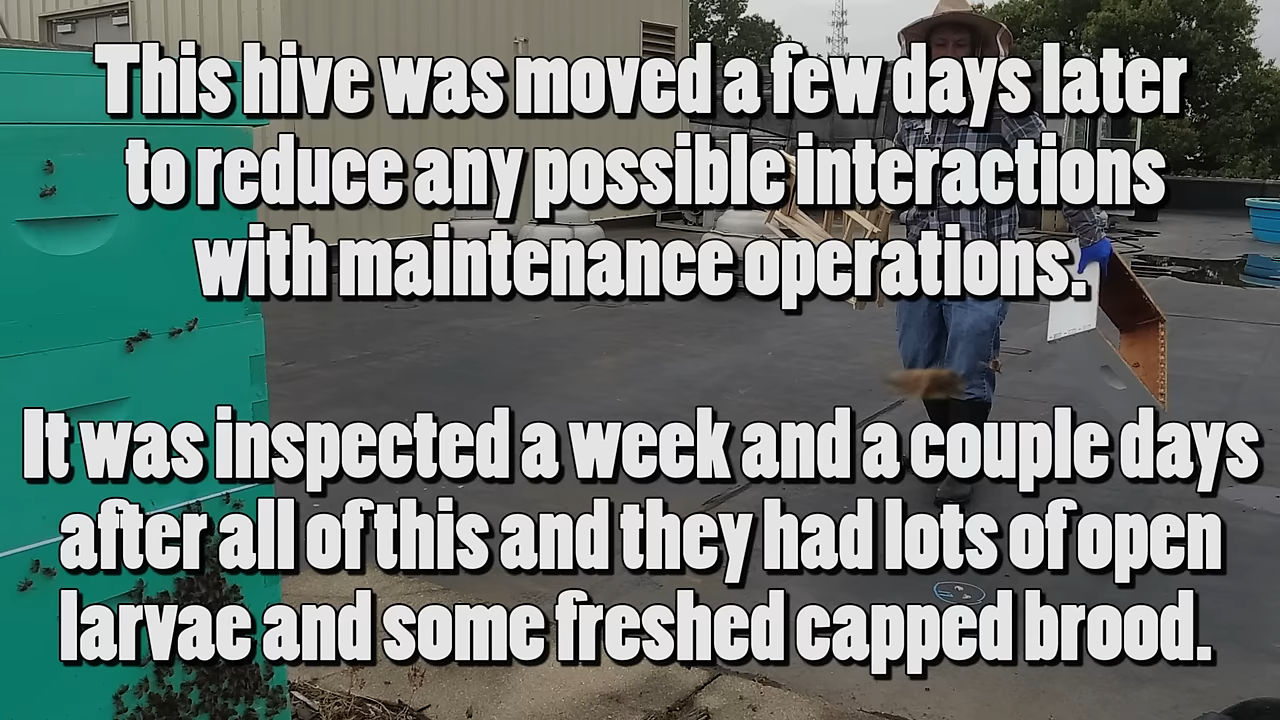 This hive was moved a few days later
to reduce any possible interactions
with maintenance operations.
It was inspected a week and a couple days
after all of this and they had lots of open
larvae and some freshed capped brood.